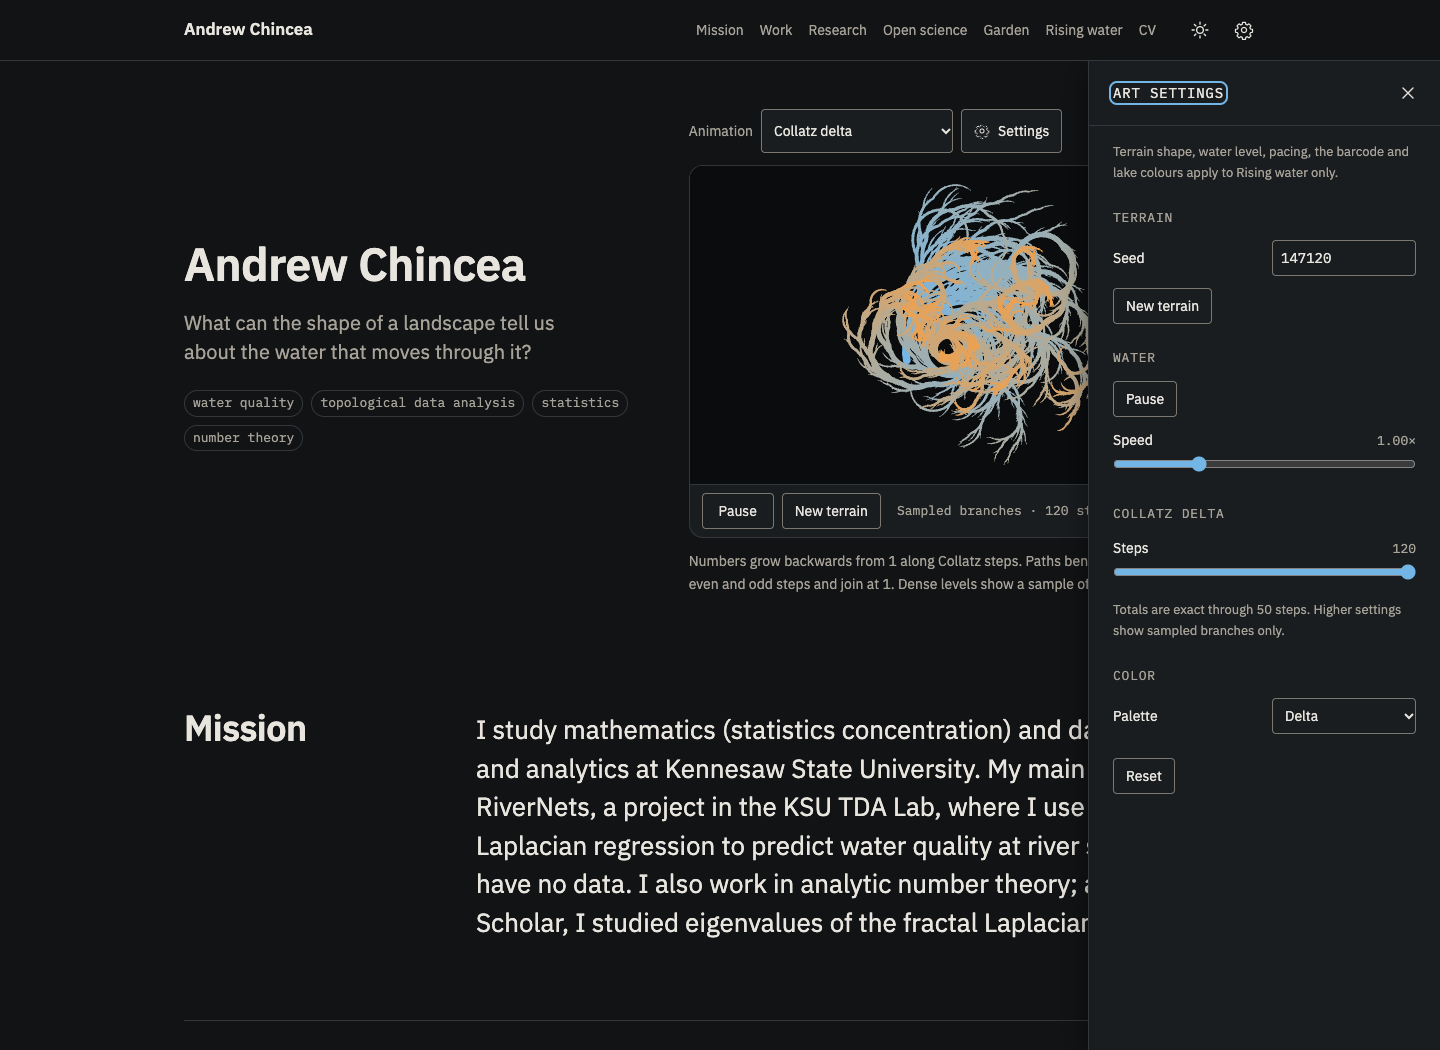 Andrew Chincea
Mission Work Research Open science Garden Rising water CV
Animation Collatz delta Settings
Andrew Chincea
What can the shape of a landscape tell us
about the water that moves through it?
water quality topological data analysis statistics
number theory
Pause New terrain Sampled branches · 120 st
Numbers grow backwards from 1 along Collatz steps. Paths ben
even and odd steps and join at 1. Dense levels show a sample of
Mission
I study mathematics (statistics concentration) and da
and analytics at Kennesaw State University. My main
RiverNets, a project in the KSU TDA Lab, where I use
Laplacian regression to predict water quality at river
have no data. I also work in analytic number theory;
Scholar, I studied eigenvalues of the fractal Laplacian
ART SETTINGS
Terrain shape, water level, pacing, the barcode and
lake colours apply to Rising water only.
TERRAIN
Seed 147120
New terrain
WATER
Pause
Speed 1.00×
COLLATZ DELTA
Steps 120
Totals are exact through 50 steps. Higher settings
show sampled branches only.
COLOR
Palette Delta
Reset